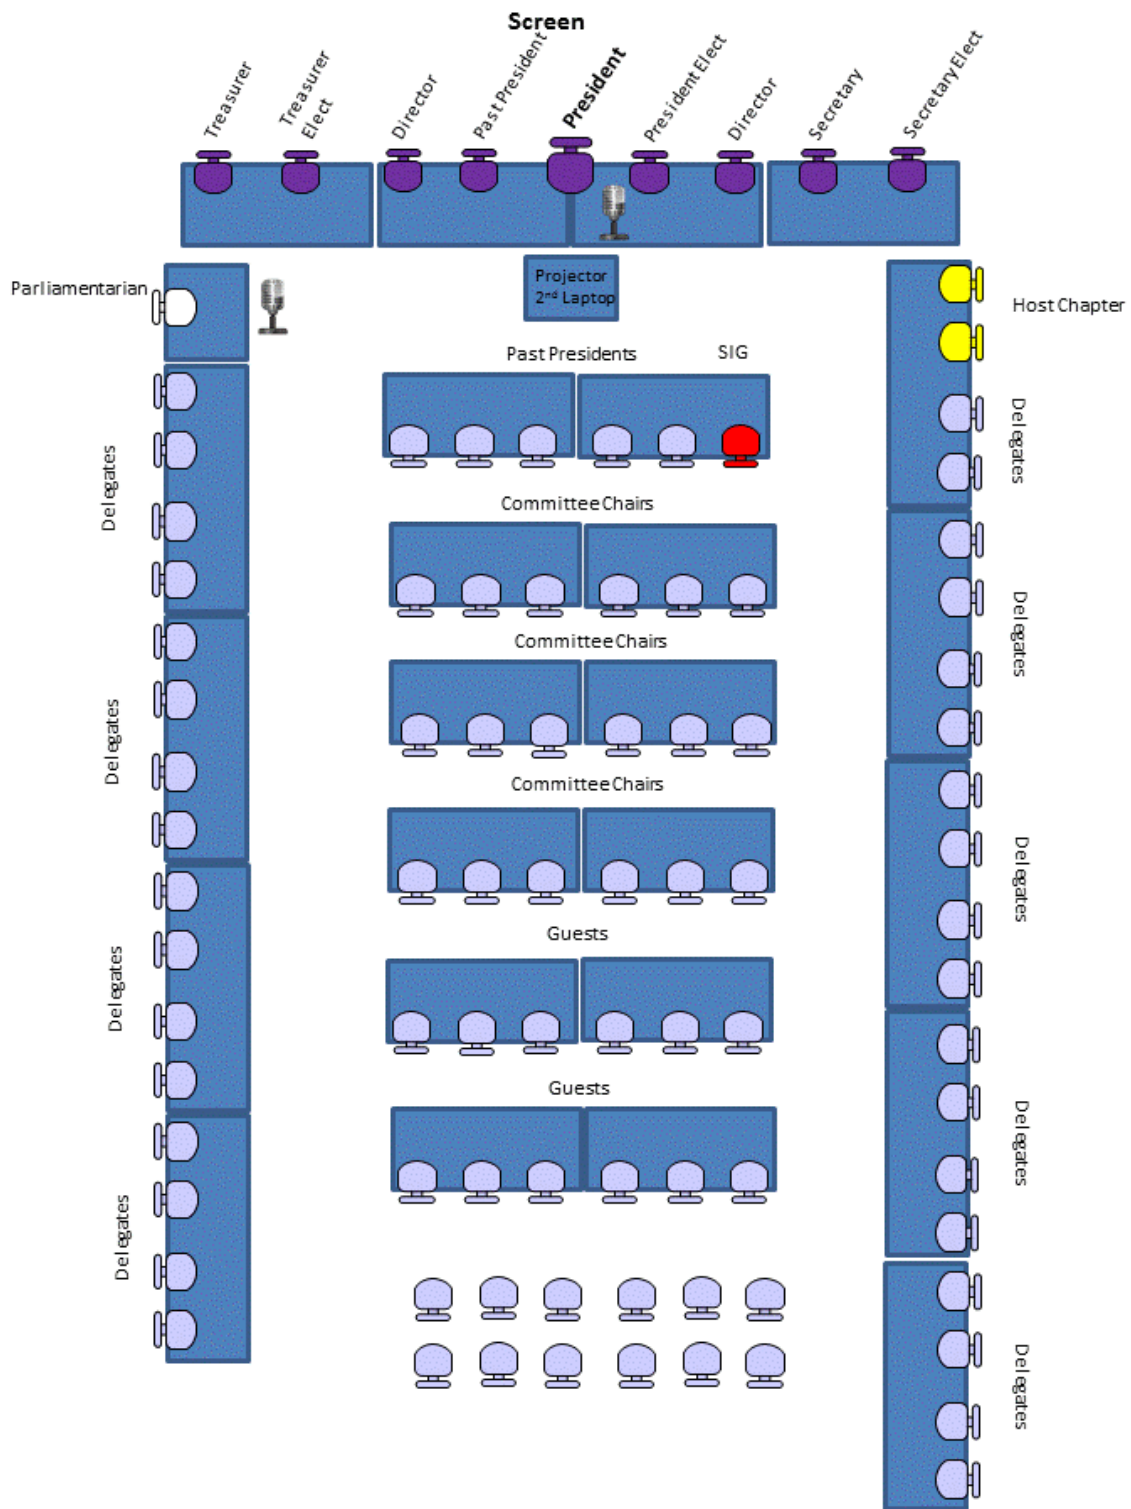 Screen
Treasurer
Treasurer
Elect
Director
Past President
President
President Elect
Director
Secretary
Secretary Elect
Parliamentarian
Projector
2nd Laptop
Host Chapter
Past Presidents
SIG
Delegates
Delegates
Committee Chairs
Delegates
Committee Chairs
Delegates
Committee Chairs
Delegates
Guests
Delegates
Guests
Delegates
Delegates
Delegates